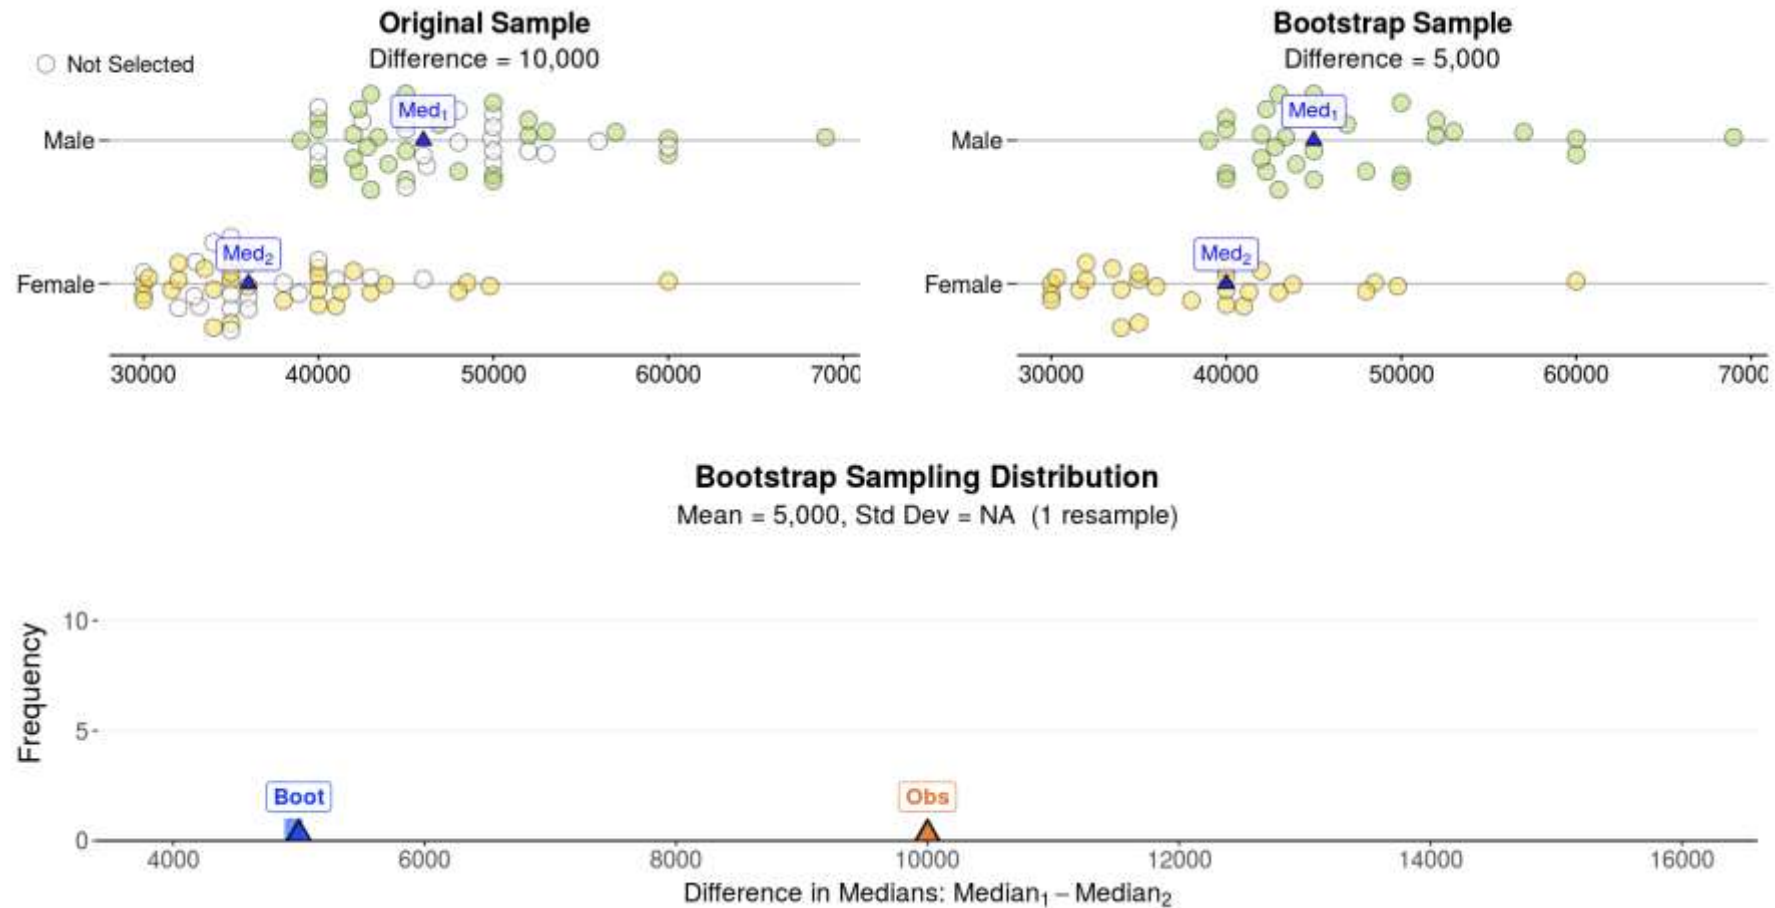 Original Sample
Difference = 10,000
Not Selected
Med₁
Male
Med₂
Female
30000 40000 50000 60000 7000
Bootstrap Sample
Difference = 5,000
Med₁
Male
Med₂
Female
30000 40000 50000 60000 7000
Bootstrap Sampling Distribution
Mean = 5,000, Std Dev = NA (1 resample)
Frequency
10
5
0
Boot
Obs
4000 6000 8000 10000 12000 14000 16000
Difference in Medians: Median₁ – Median₂